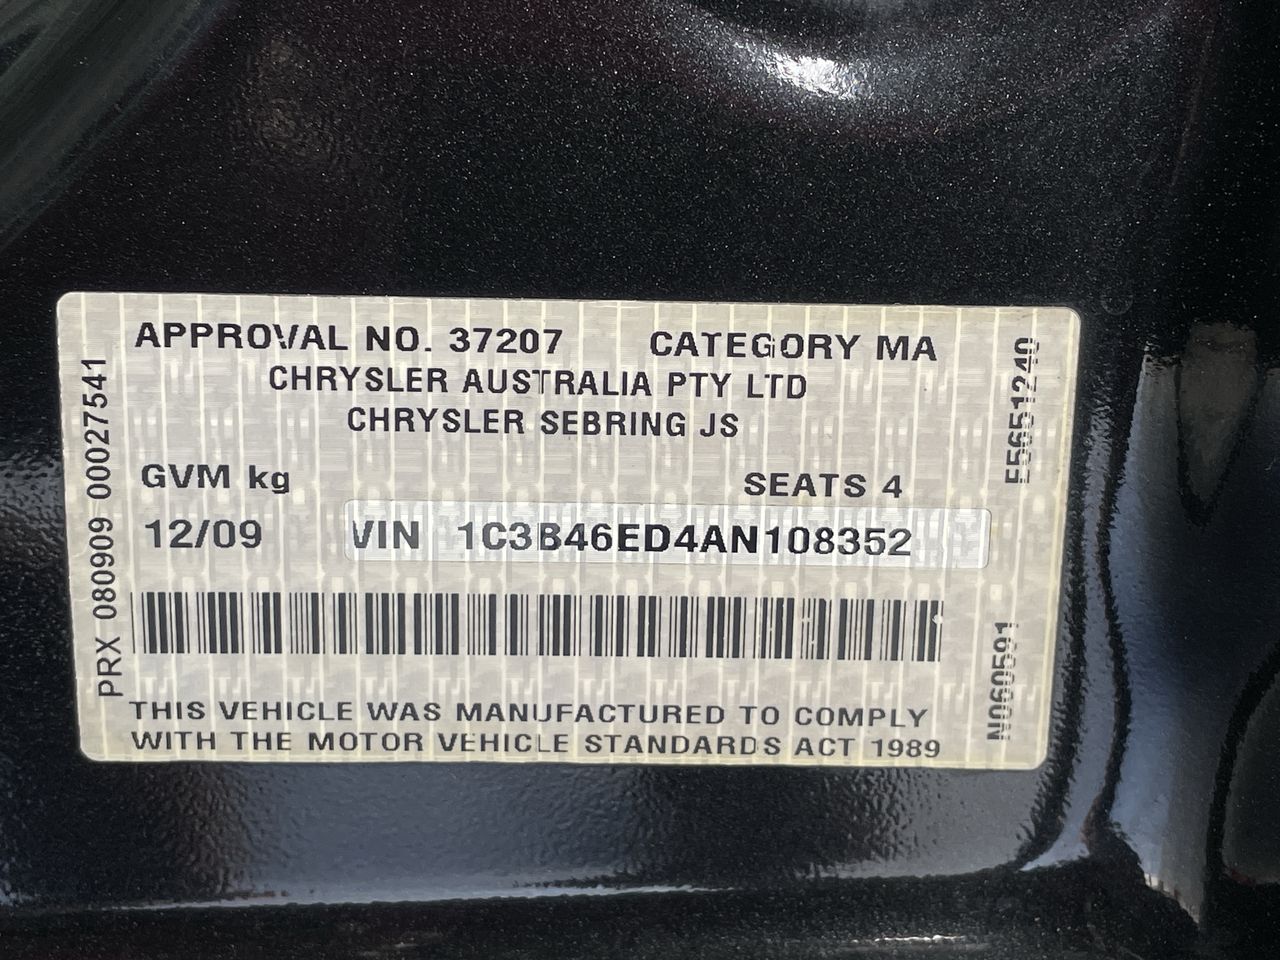 APPROVAL NO. 37207 CATEGORY MA
CHRYSLER AUSTRALIA PTY LTD
CHRYSLER SEBRING JS
GVM kg SEATS 4
12/09 VIN 1C3B46ED4AN108352
THIS VEHICLE WAS MANUFACTURED TO COMPLY
WITH THE MOTOR VEHICLE STANDARDS ACT 1989
PRX 080909 00027541
E5651240
N060591